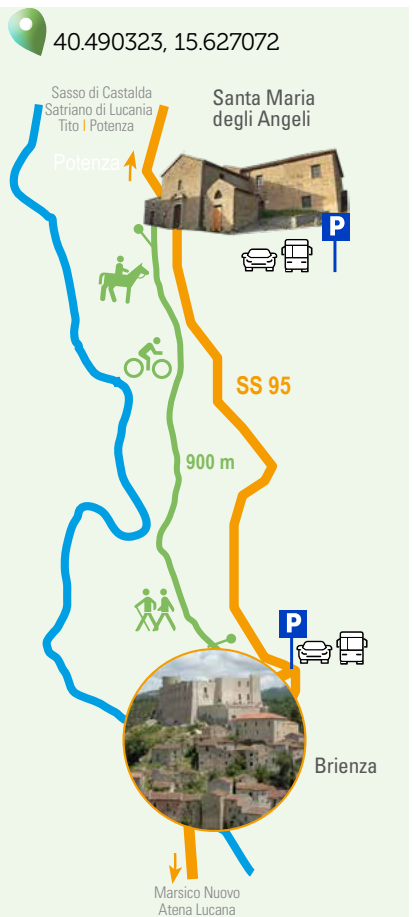 40.490323, 15.627072
Sasso di Castalda
Satriano di Lucania
Tito | Potenza
Potenza
Santa Maria
degli Angeli
P
SS 95
900 m
P
Brienza
Marsico Nuovo
Atena Lucana